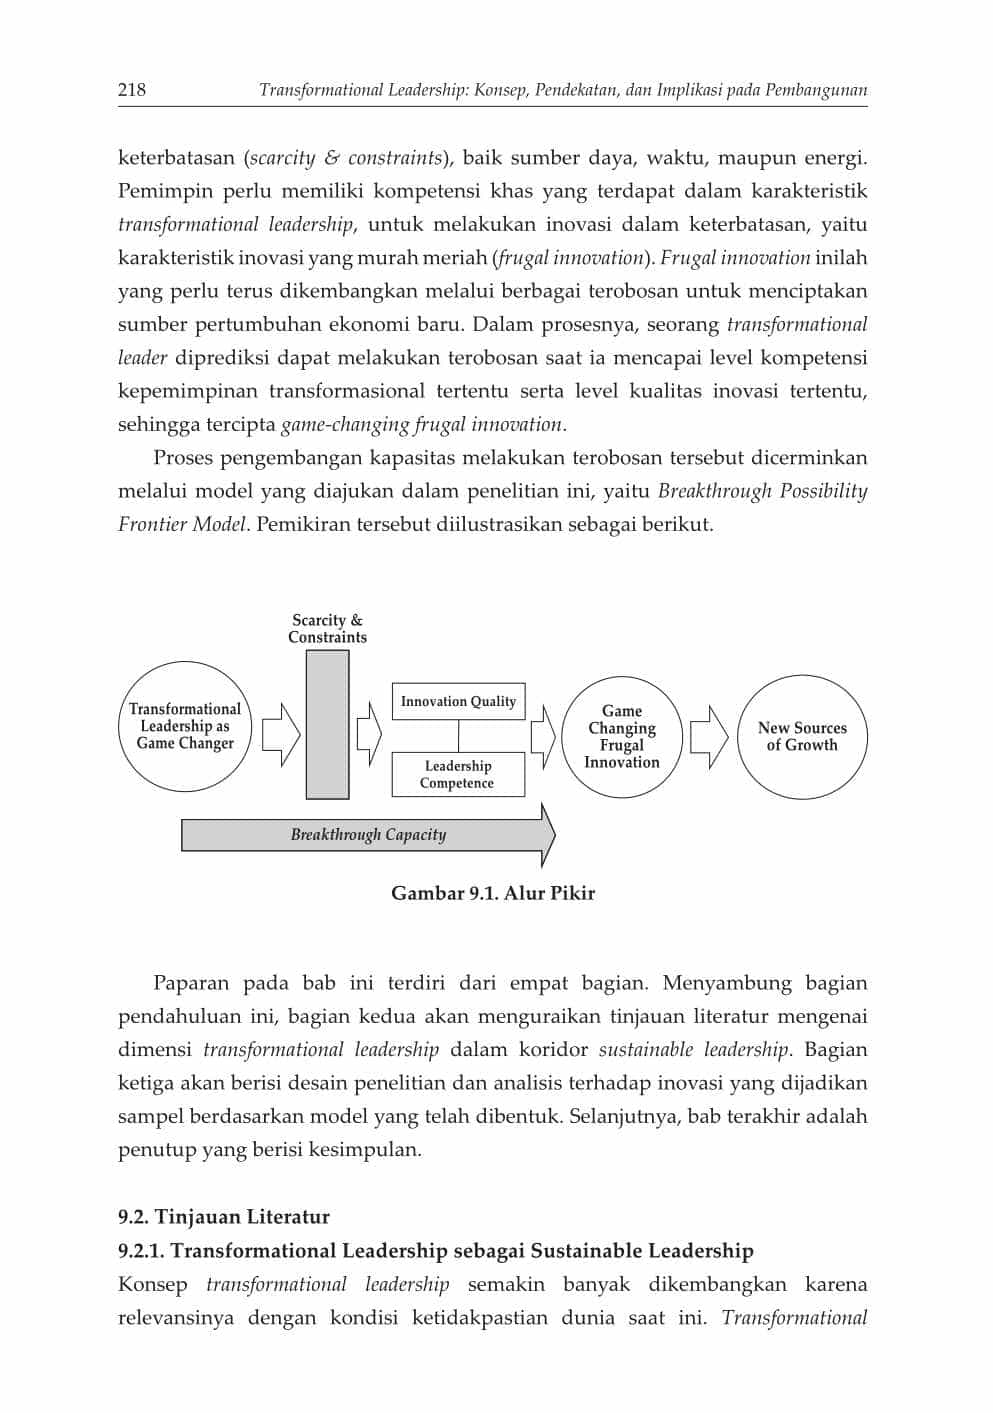 218 Transformational Leadership: Konsep, Pendekatan, dan Implikasi pada Pembangunan
keterbatasan (scarcity & constraints), baik sumber daya, waktu, maupun energi.
Pemimpin perlu memiliki kompetensi khas yang terdapat dalam karakteristik
transformational leadership, untuk melakukan inovasi dalam keterbatasan, yaitu
karakteristik inovasi yang murah meriah (frugal innovation). Frugal innovation inilah
yang perlu terus dikembangkan melalui berbagai terobosan untuk menciptakan
sumber pertumbuhan ekonomi baru. Dalam prosesnya, seorang transformational
leader diprediksi dapat melakukan terobosan saat ia mencapai level kompetensi
kepemimpinan transformasional tertentu serta level kualitas inovasi tertentu,
sehingga tercipta game-changing frugal innovation.
Proses pengembangan kapasitas melakukan terobosan tersebut dicerminkan
melalui model yang diajukan dalam penelitian ini, yaitu Breakthrough Possibility
Frontier Model. Pemikiran tersebut diilustrasikan sebagai berikut.
Scarcity &
Constraints
Transformational
Leadership as
Game Changer
Innovation Quality
Leadership
Competence
Game
Changing
Frugal
Innovation
New Sources
of Growth
Breakthrough Capacity
Gambar 9.1. Alur Pikir
Paparan pada bab ini terdiri dari empat bagian. Menyambung bagian
pendahuluan ini, bagian kedua akan menguraikan tinjauan literatur mengenai
dimensi transformational leadership dalam koridor sustainable leadership. Bagian
ketiga akan berisi desain penelitian dan analisis terhadap inovasi yang dijadikan
sampel berdasarkan model yang telah dibentuk. Selanjutnya, bab terakhir adalah
penutup yang berisi kesimpulan.
9.2. Tinjauan Literatur
9.2.1. Transformational Leadership sebagai Sustainable Leadership
Konsep transformational leadership semakin banyak dikembangkan karena
relevansinya dengan kondisi ketidakpastian dunia saat ini. Transformational